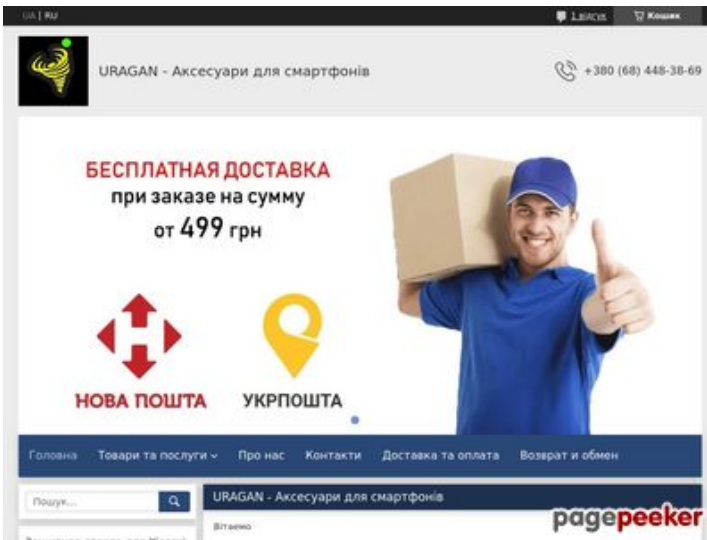 UA | RU
1 відгук Кошик
URAGAN - Аксесуари для смартфонів
+380 (68) 448-38-69
БЕСПЛАТНАЯ ДОСТАВКА
при заказе на сумму
от 499 грн
НОВА ПОШТА
УКРПОШТА
Головна Товари та послуги Про нас Контакти Доставка та оплата Возврат и обмен
Пошук...
URAGAN - Аксесуари для смартфонів
Вітаємо
pagepeeker